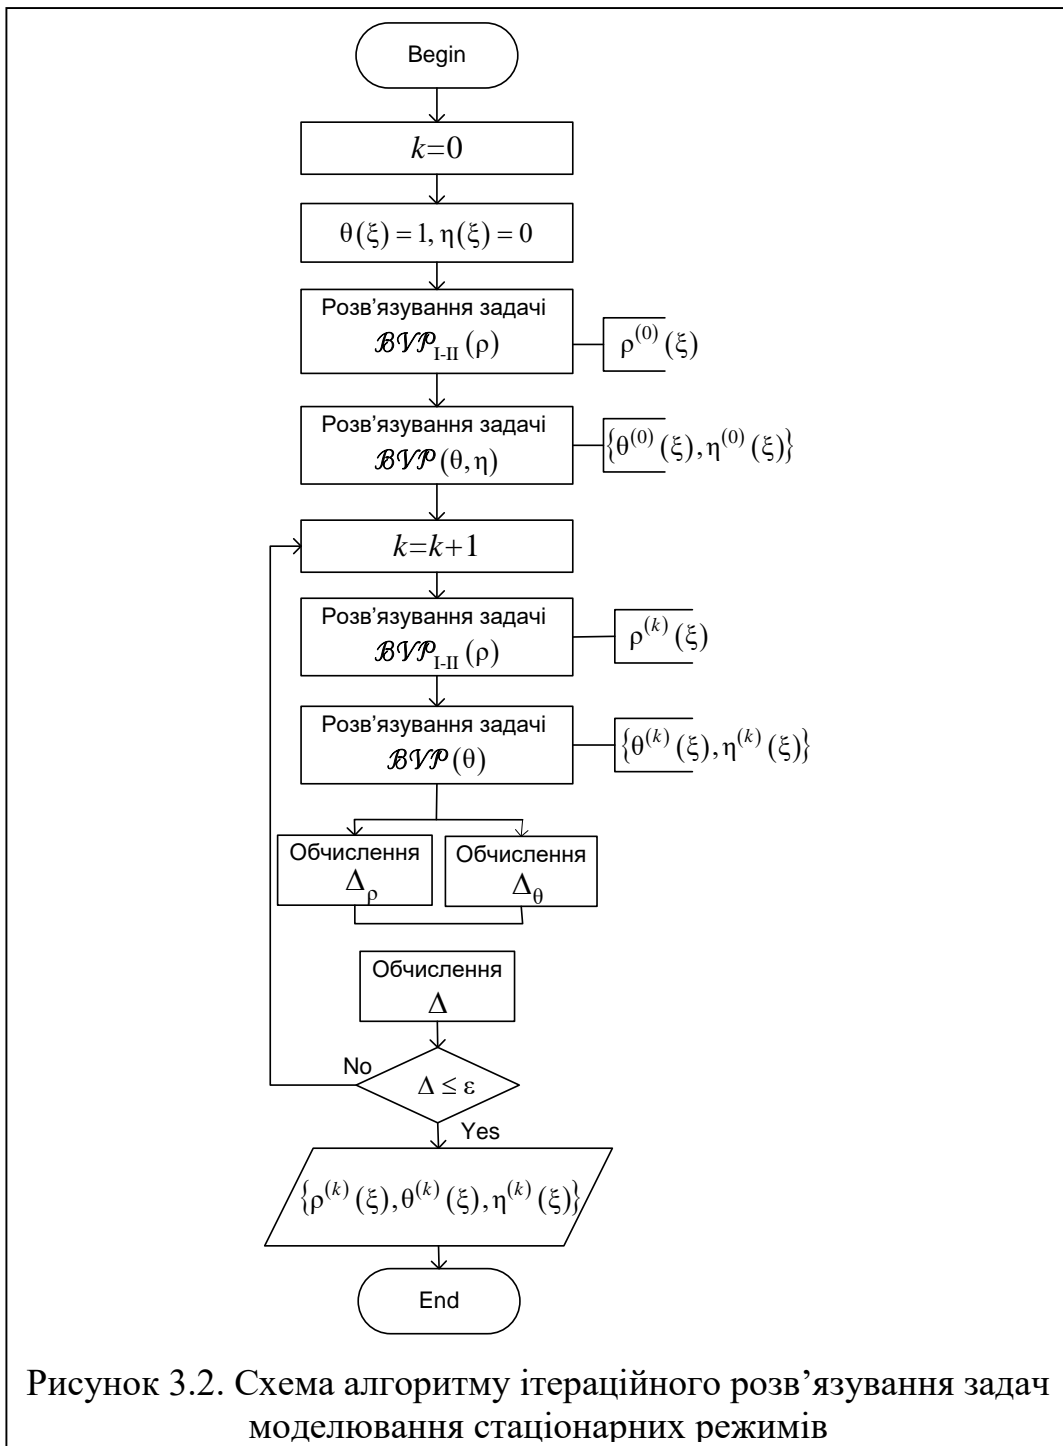 Begin
k=0
θ(ξ) = 1, η(ξ) = 0
Розв'язування задачі
ℬ𝒱𝒫I-II (ρ)
ρ(0) (ξ)
Розв'язування задачі
ℬ𝒱𝒫 (θ, η)
{θ(0) (ξ), η(0) (ξ)}
k=k+1
Розв'язування задачі
ℬ𝒱𝒫I-II (ρ)
ρ(k) (ξ)
Розв'язування задачі
ℬ𝒱𝒫 (θ)
{θ(k) (ξ), η(k) (ξ)}
Обчислення
Δρ
Обчислення
Δθ
Обчислення
Δ
No
Δ ≤ ε
Yes
{ρ(k) (ξ), θ(k) (ξ), η(k) (ξ)}
End
Рисунок 3.2. Схема алгоритму ітераційного розв'язування задач
моделювання стаціонарних режимів